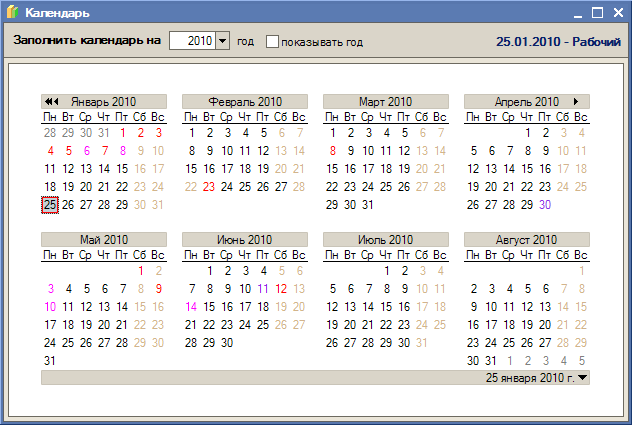 Календарь
Заполнить календарь на 2010 год показывать год 25.01.2010 - Рабочий
Январь 2010 Февраль 2010 Март 2010 Апрель 2010
Пн Вт Ср Чт Пт Сб Вс Пн Вт Ср Чт Пт Сб Вс Пн Вт Ср Чт Пт Сб Вс Пн Вт Ср Чт Пт Сб Вс
28 29 30 31 1 2 3 1 2 3 4 5 6 7 1 2 3 4 5 6 7 1 2 3 4
4 5 6 7 8 9 10 8 9 10 11 12 13 14 8 9 10 11 12 13 14 5 6 7 8 9 10 11
11 12 13 14 15 16 17 15 16 17 18 19 20 21 15 16 17 18 19 20 21 12 13 14 15 16 17 18
18 19 20 21 22 23 24 22 23 24 25 26 27 28 22 23 24 25 26 27 28 19 20 21 22 23 24 25
25 26 27 28 29 30 31 29 30 31 26 27 28 29 30
Май 2010 Июнь 2010 Июль 2010 Август 2010
Пн Вт Ср Чт Пт Сб Вс Пн Вт Ср Чт Пт Сб Вс Пн Вт Ср Чт Пт Сб Вс Пн Вт Ср Чт Пт Сб Вс
1 2 1 2 3 4 5 6 1 2 3 4 1
3 4 5 6 7 8 9 7 8 9 10 11 12 13 5 6 7 8 9 10 11 2 3 4 5 6 7 8
10 11 12 13 14 15 16 14 15 16 17 18 19 20 12 13 14 15 16 17 18 9 10 11 12 13 14 15
17 18 19 20 21 22 23 21 22 23 24 25 26 27 19 20 21 22 23 24 25 16 17 18 19 20 21 22
24 25 26 27 28 29 30 28 29 30 26 27 28 29 30 31 23 24 25 26 27 28 29
31 30 31 1 2 3 4 5
25 января 2010 г.